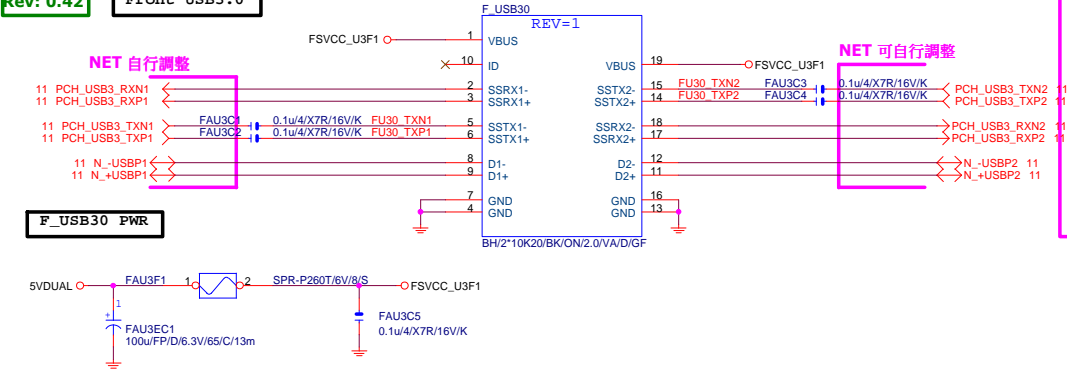 Rev: 0.42
Front USB3.0
F_USB30
REV=1
FSVCC_U3F1
1
VBUS
10
ID
VBUS
19
FSVCC_U3F1
NET 自行調整
NET 可自行調整
11 PCH_USB3_RXN1
2
SSRX1-
SSTX2-
15
FU30_TXN2
FAU3C3
0.1u/4/X7R/16V/K
PCH_USB3_TXN2 11
11 PCH_USB3_RXP1
3
SSRX1+
SSTX2+
14
FU30_TXP2
FAU3C4
0.1u/4/X7R/16V/K
PCH_USB3_TXP2 11
11 PCH_USB3_TXN1
FAU3C1
0.1u/4/X7R/16V/K
FU30_TXN1
5
SSTX1-
SSRX2-
18
PCH_USB3_RXN2 11
11 PCH_USB3_TXP1
FAU3C2
0.1u/4/X7R/16V/K
FU30_TXP1
6
SSTX1+
SSRX2+
17
PCH_USB3_RXP2 11
11 N_-USBP1
8
D1-
D2-
12
N_-USBP2 11
11 N_+USBP1
9
D1+
D2+
11
N_+USBP2 11
7
GND
GND
16
4
GND
GND
13
BH/2*10K20/BK/ON/2.0/VA/D/GF
F_USB30 PWR
5VDUAL
FAU3F1
1
2
SPR-P260T/6V/8/S
FSVCC_U3F1
1
+
FAU3EC1
100u/FP/D/6.3V/65/C/13m
FAU3C5
0.1u/4/X7R/16V/K